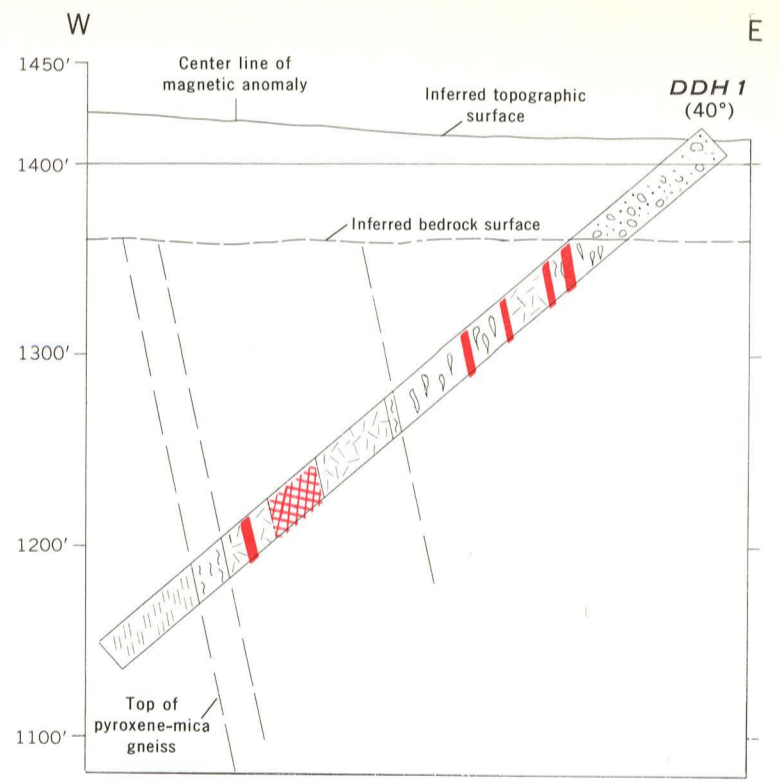 W
E
1450'
Center line of
magnetic anomaly
Inferred topographic
surface
DDH 1
(40°)
1400'
Inferred bedrock surface
1300'
1200'
Top of
pyroxene-mica
gneiss
1100'